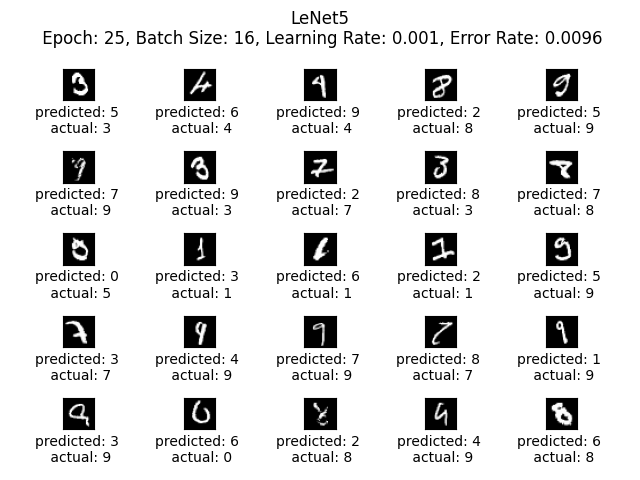 LeNet5
Epoch: 25, Batch Size: 16, Learning Rate: 0.001, Error Rate: 0.0096
predicted: 5 predicted: 6 predicted: 9 predicted: 2 predicted: 5
actual: 3 actual: 4 actual: 4 actual: 8 actual: 9
predicted: 7 predicted: 9 predicted: 2 predicted: 8 predicted: 7
actual: 9 actual: 3 actual: 7 actual: 3 actual: 8
predicted: 0 predicted: 3 predicted: 6 predicted: 2 predicted: 5
actual: 5 actual: 1 actual: 1 actual: 1 actual: 9
predicted: 3 predicted: 4 predicted: 7 predicted: 8 predicted: 1
actual: 7 actual: 9 actual: 9 actual: 7 actual: 9
predicted: 3 predicted: 6 predicted: 2 predicted: 4 predicted: 6
actual: 9 actual: 0 actual: 8 actual: 9 actual: 8